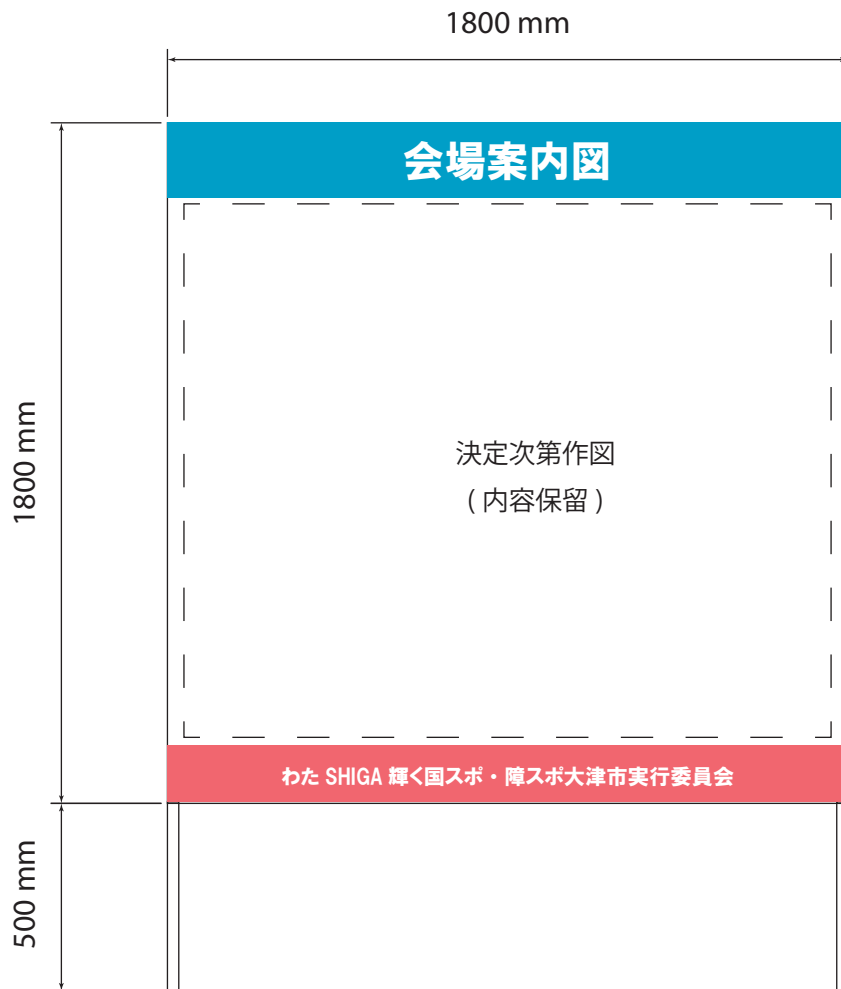 1800 mm
会場案内図
1800 mm
決定次第作図
( 内容保留 )
わた SHIGA 輝く国スポ・障スポ大津市実行委員会
500 mm